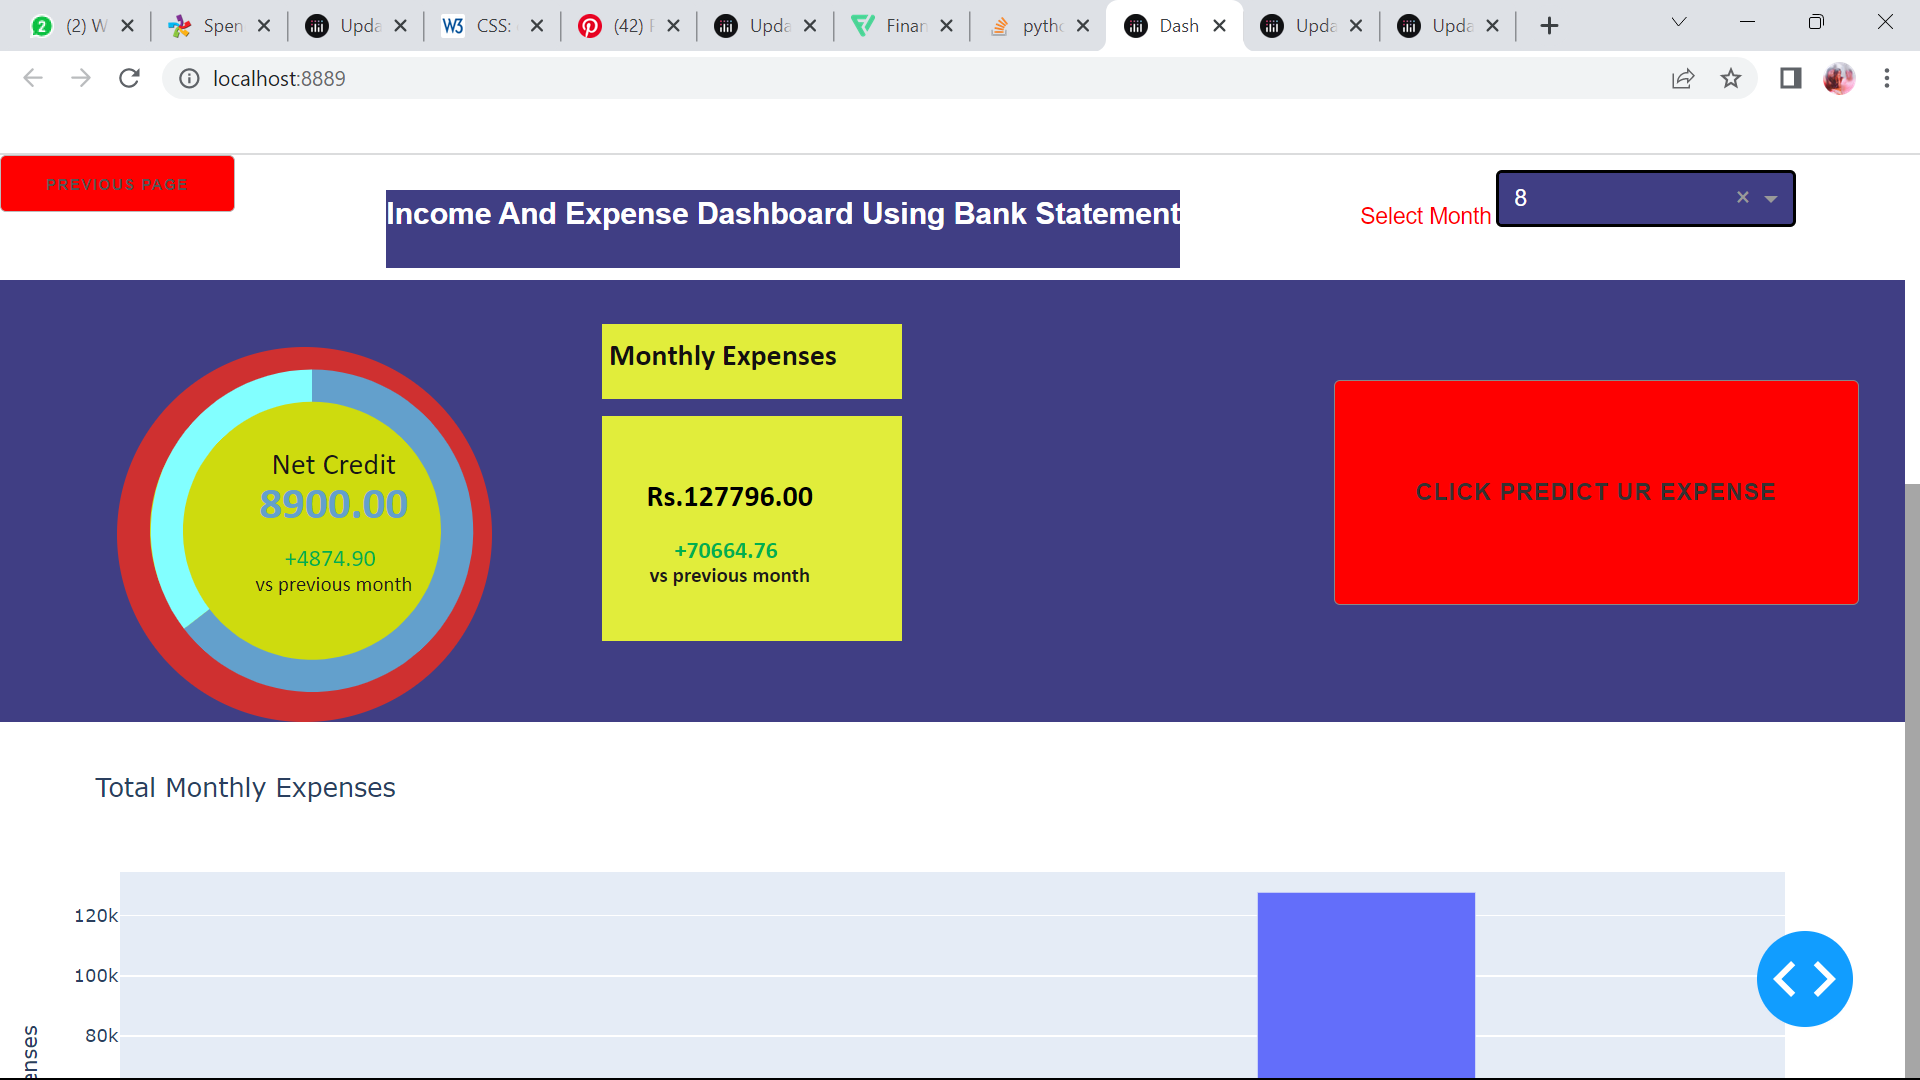 (2) W
Spen
Upda
CSS:
(42)
Upda
Finan
pytho
Dash
Upda
Upda
localhost:8889
PREVIOUS PAGE
Income And Expense Dashboard Using Bank Statement
Select Month
8
Monthly Expenses
Net Credit
8900.00
+4874.90
vs previous month
Rs.127796.00
+70664.76
vs previous month
CLICK PREDICT UR EXPENSE
Total Monthly Expenses
120k
100k
80k
enses